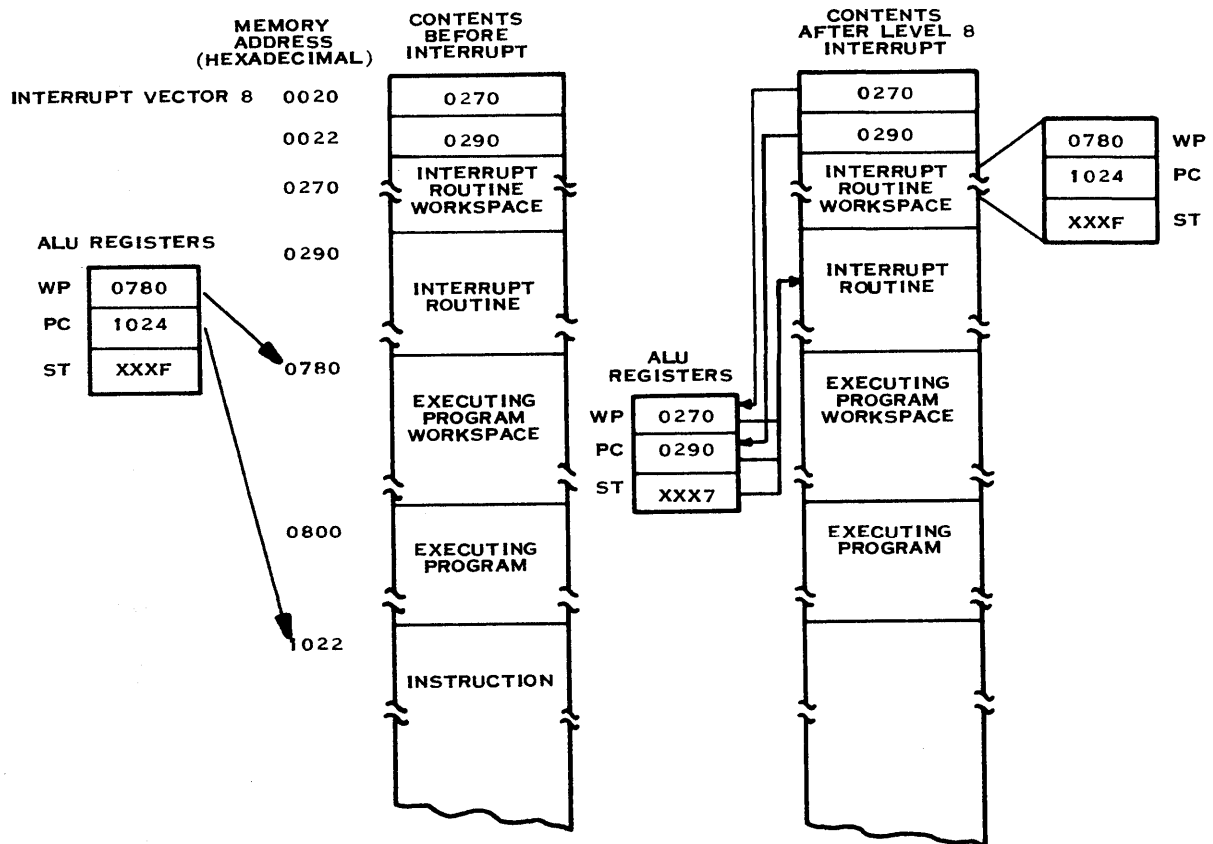 MEMORY
ADDRESS
(HEXADECIMAL)
CONTENTS
BEFORE
INTERRUPT
INTERRUPT VECTOR 8 0020 0270
0022 0290
0270
INTERRUPT
ROUTINE
WORKSPACE
0290
INTERRUPT
ROUTINE
ALU REGISTERS
WP 0780
PC 1024
ST XXXF
0780
EXECUTING
PROGRAM
WORKSPACE
0800
EXECUTING
PROGRAM
1022
INSTRUCTION
CONTENTS
AFTER LEVEL 8
INTERRUPT
0270
0290
INTERRUPT
ROUTINE
WORKSPACE
0780 WP
1024 PC
XXXF ST
INTERRUPT
ROUTINE
ALU
REGISTERS
WP 0270
PC 0290
ST XXX7
EXECUTING
PROGRAM
WORKSPACE
EXECUTING
PROGRAM